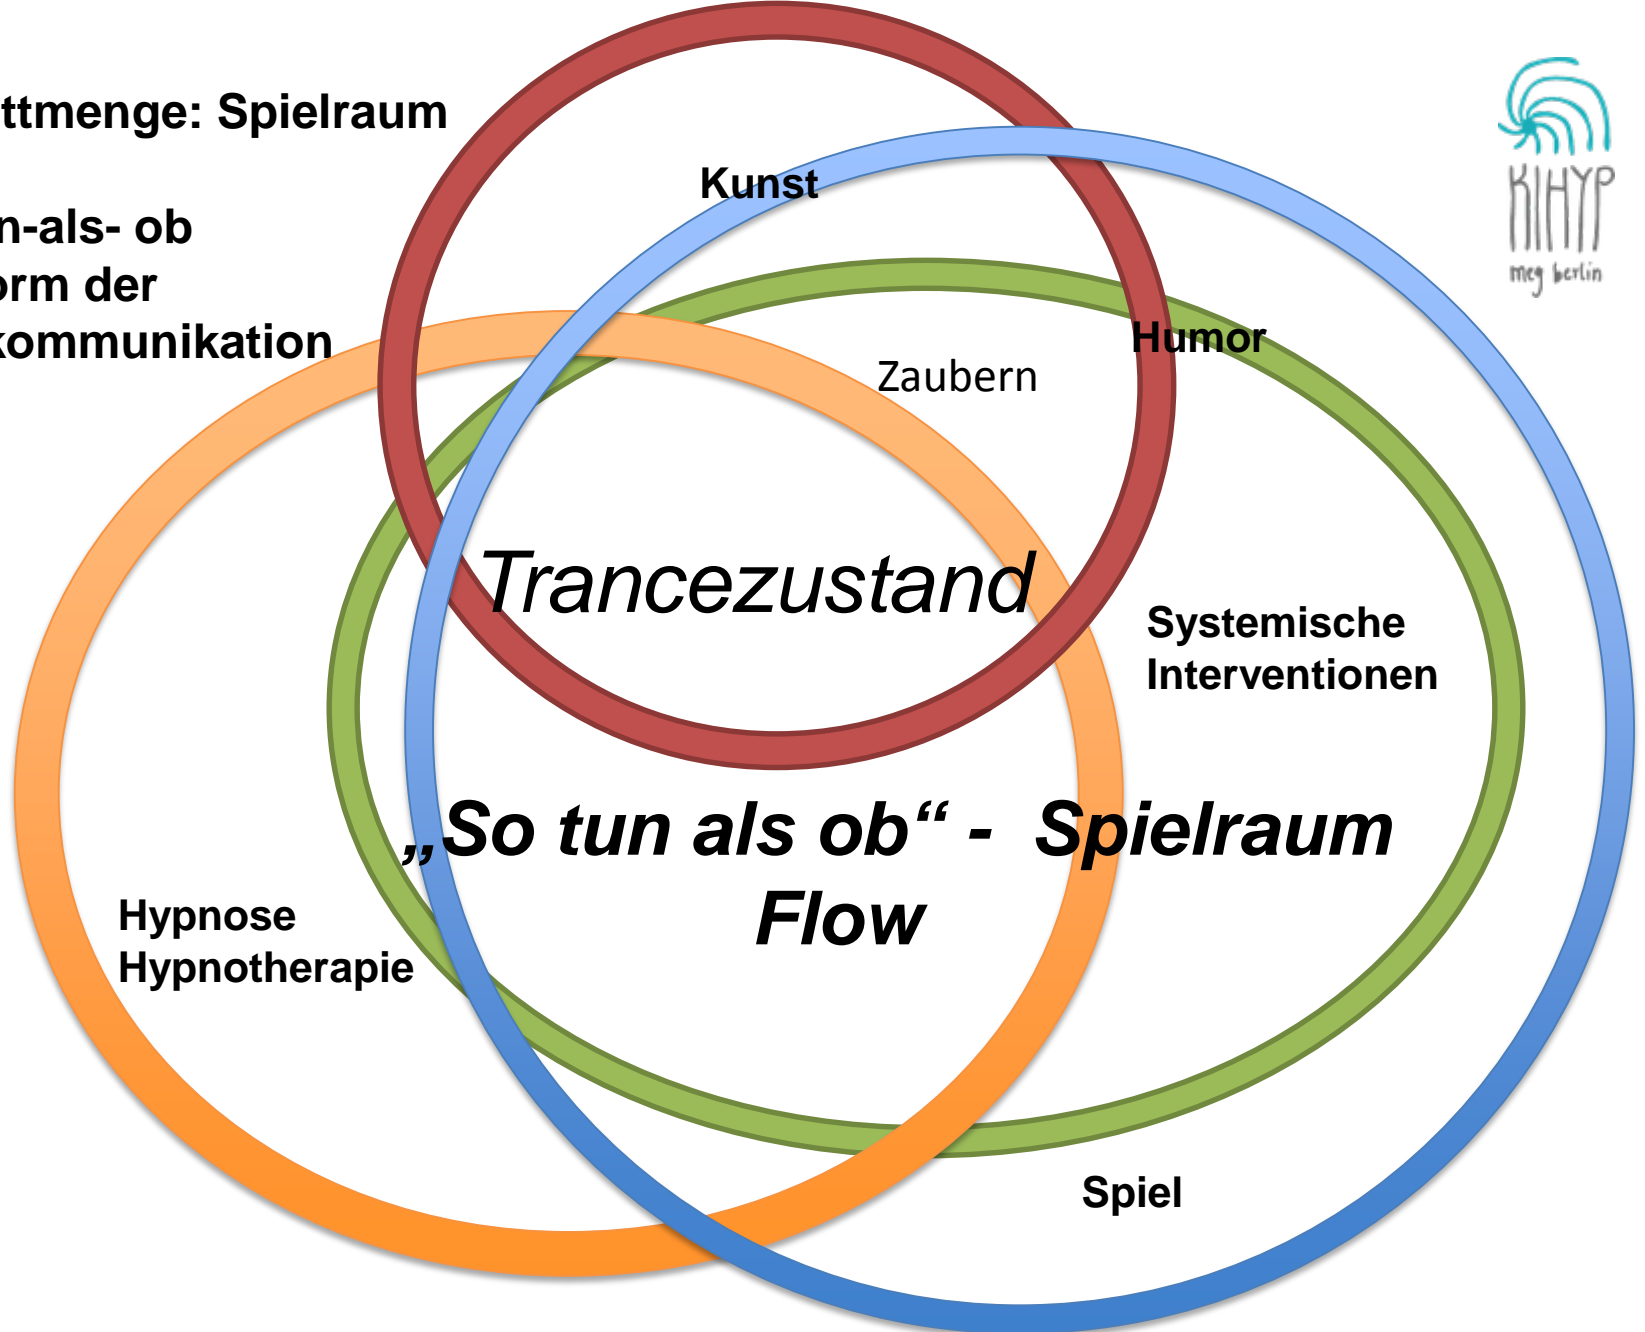 ttmenge: Spielraum
n-als- ob
orm der
kommunikation
KIHYP
meg berlin
Kunst
Humor
Zaubern
Trancezustand
Systemische
Interventionen
„So tun als ob“ - Spielraum
Flow
Hypnose
Hypnotherapie
Spiel